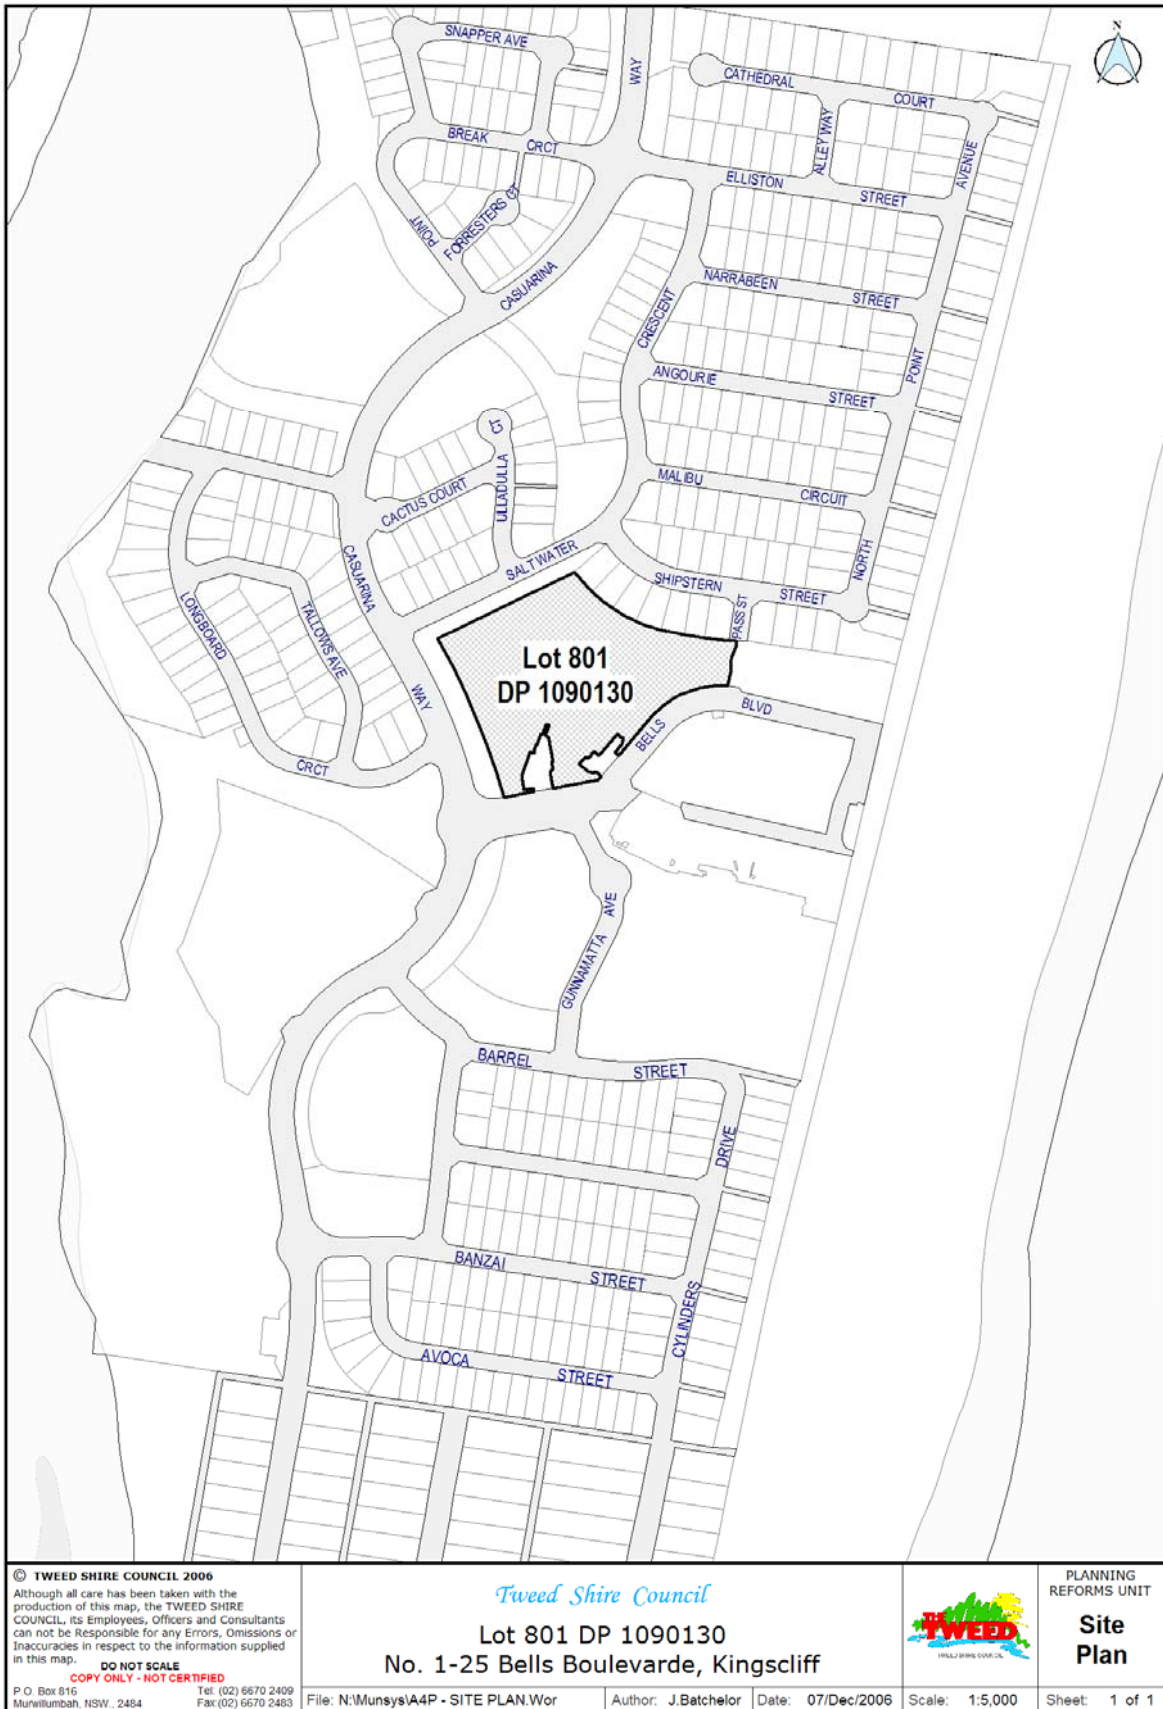 N
SNAPPER AVE
WAY
CATHEDRAL
COURT
BREAK
CRCT
ALLEY WAY
AVENUE
ELLISTON
STREET
FORRESTERS CT
POINT
CASUARINA
NARRABEEN
STREET
CRESCENT
ANGOURIE
STREET
POINT
ULLADULLA
CT
MALIBU
CIRCUIT
CACTUS COURT
CASUARINA
SALTWATER
SHIPSTERN
STREET
NORTH
PASS ST
LONGBOARD
TALLOWS AVE
Lot 801
DP 1090130
WAY
BELLS
BLVD
CRCT
GUNNAMATTA
AVE
BARREL
STREET
DRIVE
BANZAI
STREET
CYLINDERS
AVOCA
STREET
© TWEED SHIRE COUNCIL 2006
Although all care has been taken with the
production of this map, the TWEED SHIRE
COUNCIL, its Employees, Officers and Consultants
can not be Responsible for any Errors, Omissions or
Inaccuracies in respect to the information supplied
in this map.
DO NOT SCALE
COPY ONLY - NOT CERTIFIED
P.O. Box 816
Murwillumbah, NSW., 2484
Tel: (02) 6670 2409
Fax:(02) 6670 2483
Tweed Shire Council
Lot 801 DP 1090130
No. 1-25 Bells Boulevarde, Kingscliff
THE TWEED
TWEED SHIRE COUNCIL
PLANNING
REFORMS UNIT
Site
Plan
File: N:\Munsys\A4P - SITE PLAN.Wor
Author: J.Batchelor
Date: 07/Dec/2006
Scale: 1:5,000
Sheet: 1 of 1